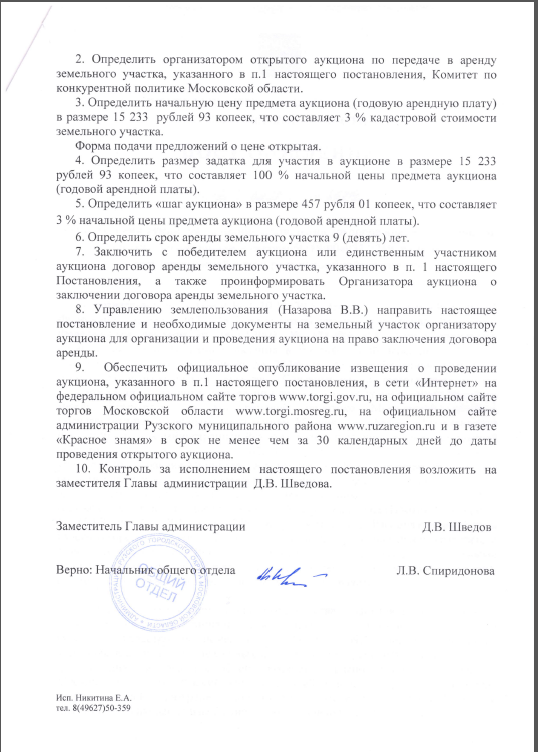 2. Определить организатором открытого аукциона по передаче в аренду
земельного участка, указанного в п.1 настоящего постановления, Комитет по
конкурентной политике Московской области.
3. Определить начальную цену предмета аукциона (годовую арендную плату)
в размере 15 233 рублей 93 копеек, что составляет 3 % кадастровой стоимости
земельного участка.
Форма подачи предложений о цене открытая.
4. Определить размер задатка для участия в аукционе в размере 15 233
рублей 93 копеек, что составляет 100 % начальной цены предмета аукциона
(годовой арендной платы).
5. Определить «шаг аукциона» в размере 457 рубля 01 копеек, что составляет
3 % начальной цены предмета аукциона (годовой арендной платы).
6. Определить срок аренды земельного участка 9 (девять) лет.
7. Заключить с победителем аукциона или единственным участником
аукциона договор аренды земельного участка, указанного в п. 1 настоящего
Постановления, а также проинформировать Организатора аукциона о
заключении договора аренды земельного участка.
8. Управлению землепользования (Назарова В.В.) направить настоящее
постановление и необходимые документы на земельный участок организатору
аукциона для организации и проведения аукциона на право заключения договора
аренды.
9. Обеспечить официальное опубликование извещения о проведении
аукциона, указанного в п.1 настоящего постановления, в сети «Интернет» на
федеральном официальном сайте торгов www.torgi.gov.ru, на официальном сайте
торгов Московской области www.torgi.mosreg.ru, на официальном сайте
администрации Рузского муниципального района www.ruzaregion.ru и в газете
«Красное знамя» в срок не менее чем за 30 календарных дней до даты
проведения открытого аукциона.
10. Контроль за исполнением настоящего постановления возложить на
заместителя Главы администрации Д.В. Шведова.
Заместитель Главы администрации Д.В. Шведов
Верно: Начальник общего отдела Л.В. Спиридонова
ОБЩИЙ
ОТДЕЛ
Исп. Никитина Е.А.
тел. 8(49627)50-359